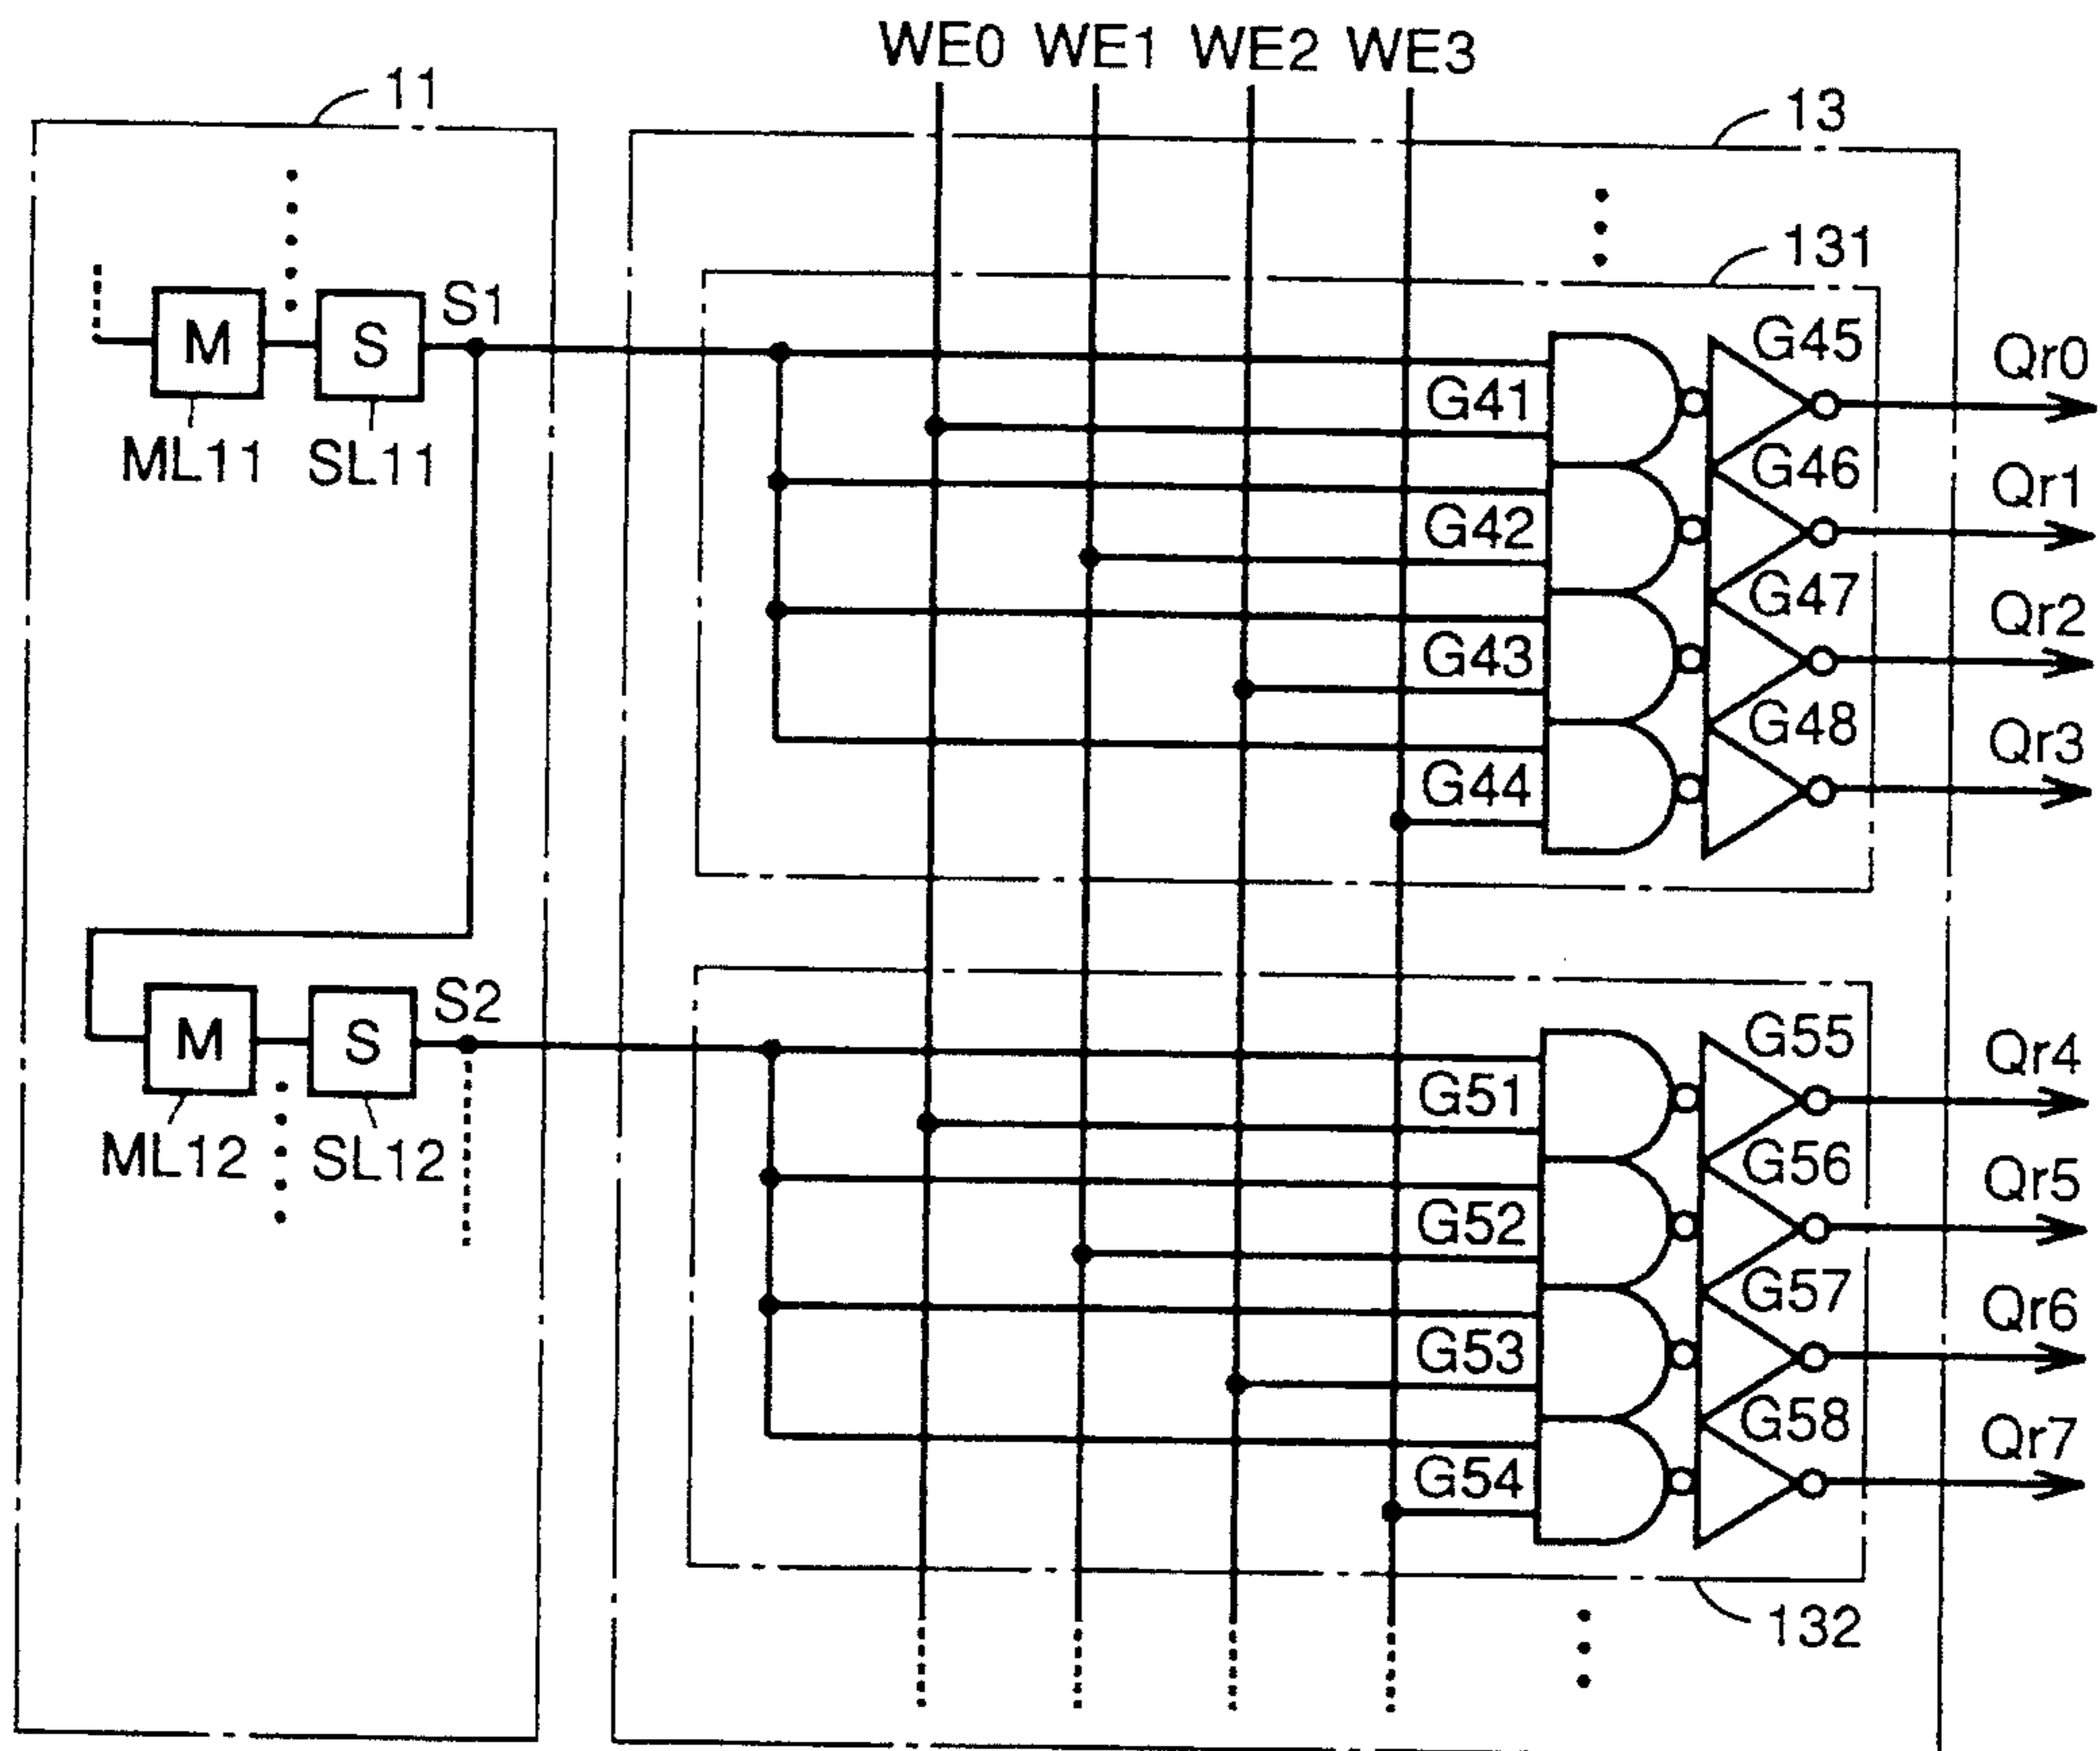 WE0 WE1 WE2 WE3
11
13
131
M
S
S1
ML11
SL11
G41
G45
Qr0
G42
G46
Qr1
G43
G47
Qr2
G44
G48
Qr3
M
S
S2
ML12
SL12
G51
G55
Qr4
G52
G56
Qr5
G53
G57
Qr6
G54
G58
Qr7
132